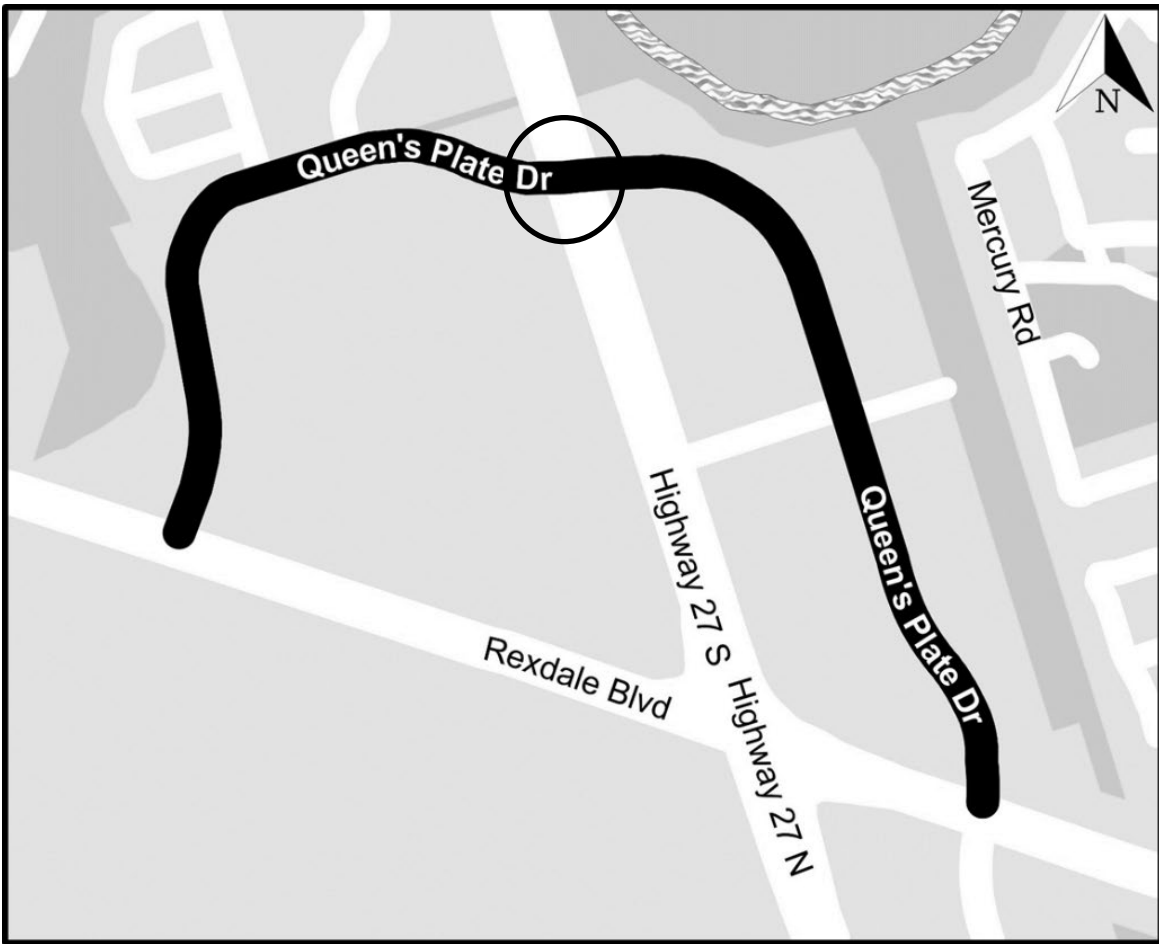 N
Queen's Plate Dr
Mercury Rd
Highway 27 S
Queen's Plate Dr
Rexdale Blvd
Highway 27 N